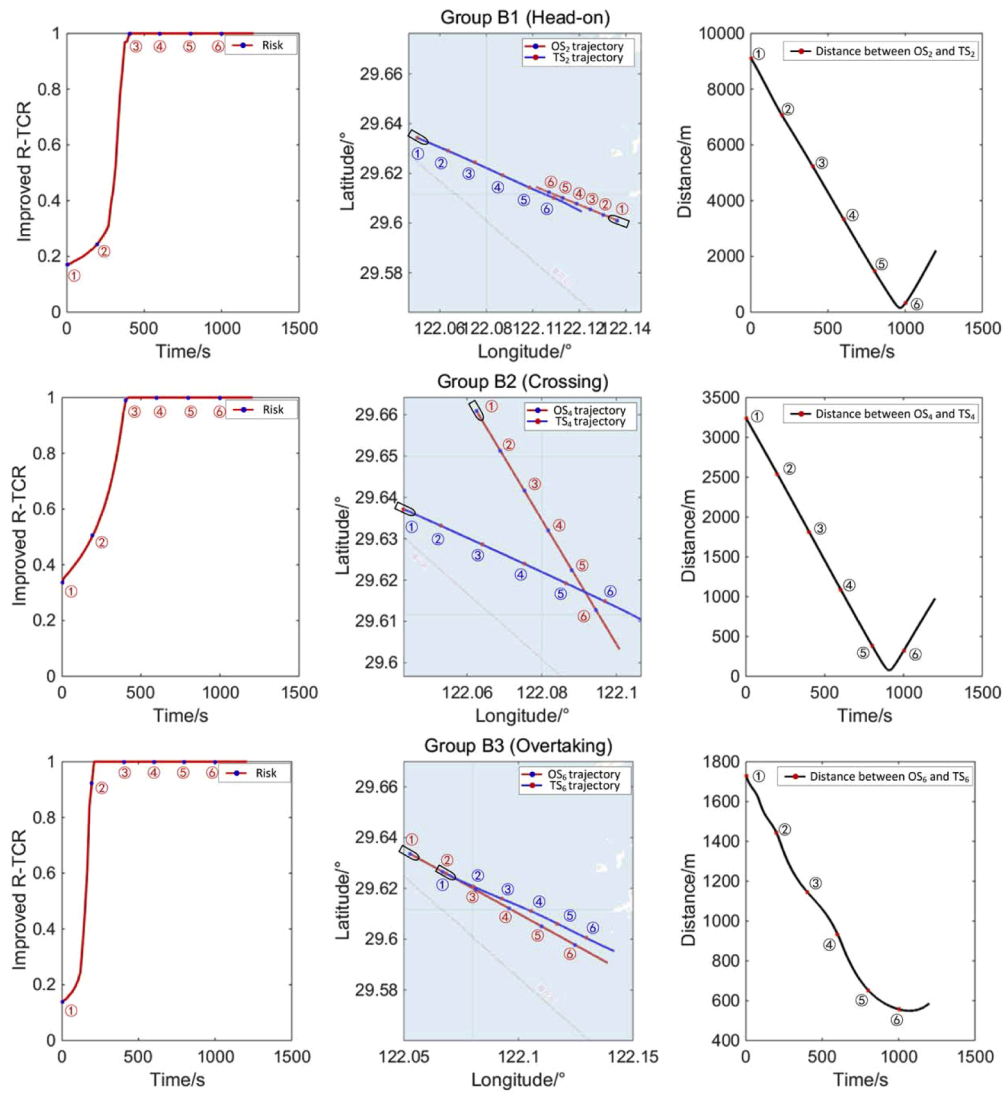 Group B1 (Head-on)
Improved R-TCR
1
0.8
0.6
0.4
0.2
0
0 500 1000 1500
Time/s
Risk
① ② ③ ④ ⑤ ⑥
Latitude/°
29.66
29.64
29.62
29.6
29.58
122.06 122.08 122.1 122.12 122.14
Longitude/°
OS2 trajectory
TS2 trajectory
① ② ③ ④ ⑤ ⑥
⑥ ⑤ ④ ③ ② ①
Distance/m
10000
8000
6000
4000
2000
0
0 500 1000 1500
Time/s
Distance between OS2 and TS2
① ② ③ ④ ⑤ ⑥
Group B2 (Crossing)
Improved R-TCR
1
0.8
0.6
0.4
0.2
0
0 500 1000 1500
Time/s
Risk
① ② ③ ④ ⑤ ⑥
Latitude/°
29.66
29.65
29.64
29.63
29.62
29.61
29.6
122.06 122.08 122.1
Longitude/°
OS4 trajectory
TS4 trajectory
① ② ③ ④ ⑤ ⑥
① ② ③ ④ ⑤ ⑥
Distance/m
3500
3000
2500
2000
1500
1000
500
0
0 500 1000 1500
Time/s
Distance between OS4 and TS4
① ② ③ ④ ⑤ ⑥
Group B3 (Overtaking)
Improved R-TCR
1
0.8
0.6
0.4
0.2
0
0 500 1000 1500
Time/s
Risk
① ② ③ ④ ⑤ ⑥
Latitude/°
29.66
29.64
29.62
29.6
29.58
122.05 122.1 122.15
Longitude/°
OS6 trajectory
TS6 trajectory
① ② ③ ④ ⑤ ⑥
① ② ③ ④ ⑤ ⑥
Distance/m
1800
1600
1400
1200
1000
800
600
400
0 500 1000 1500
Time/s
Distance between OS6 and TS6
① ② ③ ④ ⑤ ⑥